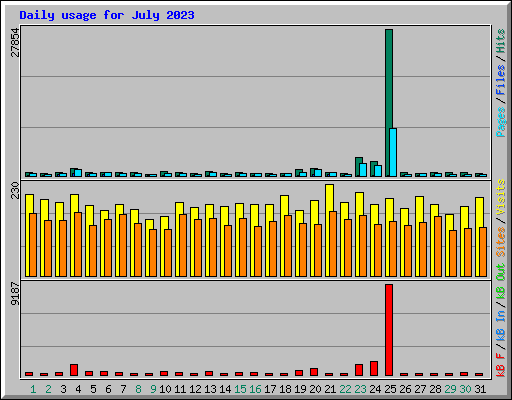 Daily usage for July 2023
27854
Pages / Files / Hits
230
Sites / Visits
9187
kB F / kB In / kB Out
1 2 3 4 5 6 7 8 9 10 11 12 13 14 15 16 17 18 19 20 21 22 23 24 25 26 27 28 29 30 31